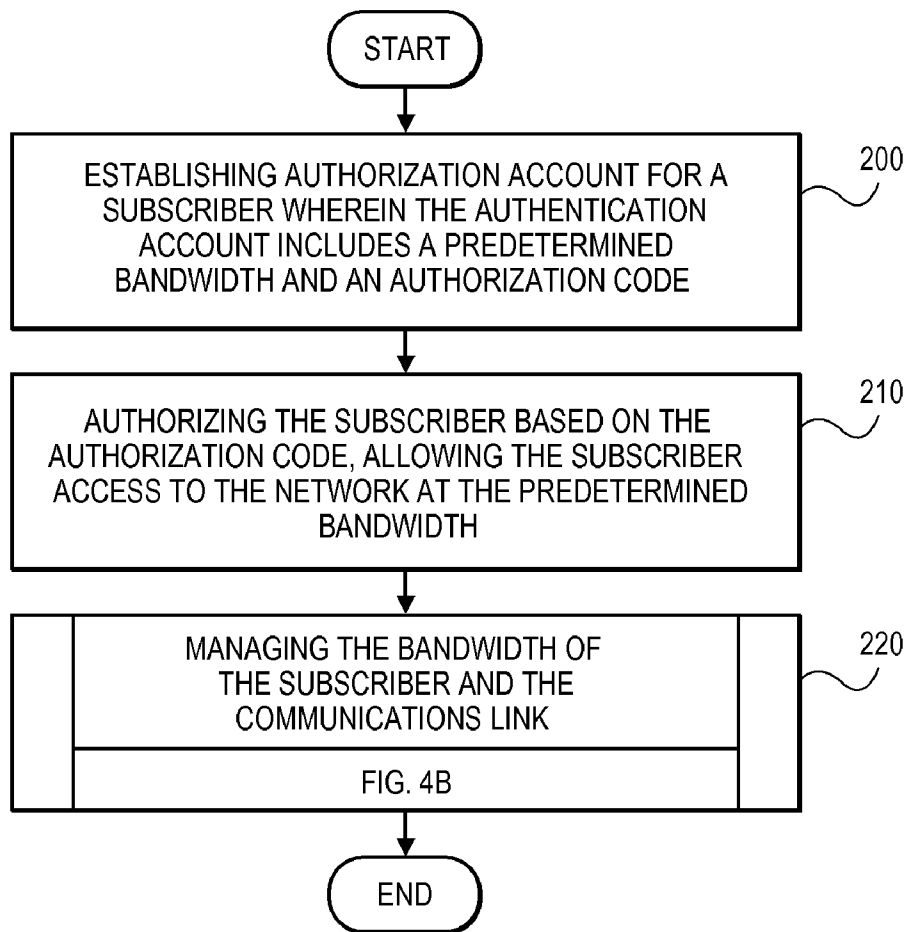 START
ESTABLISHING AUTHORIZATION ACCOUNT FOR A
SUBSCRIBER WHEREIN THE AUTHENTICATION
ACCOUNT INCLUDES A PREDETERMINED
BANDWIDTH AND AN AUTHORIZATION CODE
200
AUTHORIZING THE SUBSCRIBER BASED ON THE
AUTHORIZATION CODE, ALLOWING THE SUBSCRIBER
ACCESS TO THE NETWORK AT THE PREDETERMINED
BANDWIDTH
210
MANAGING THE BANDWIDTH OF
THE SUBSCRIBER AND THE
COMMUNICATIONS LINK
220
FIG. 4B
END